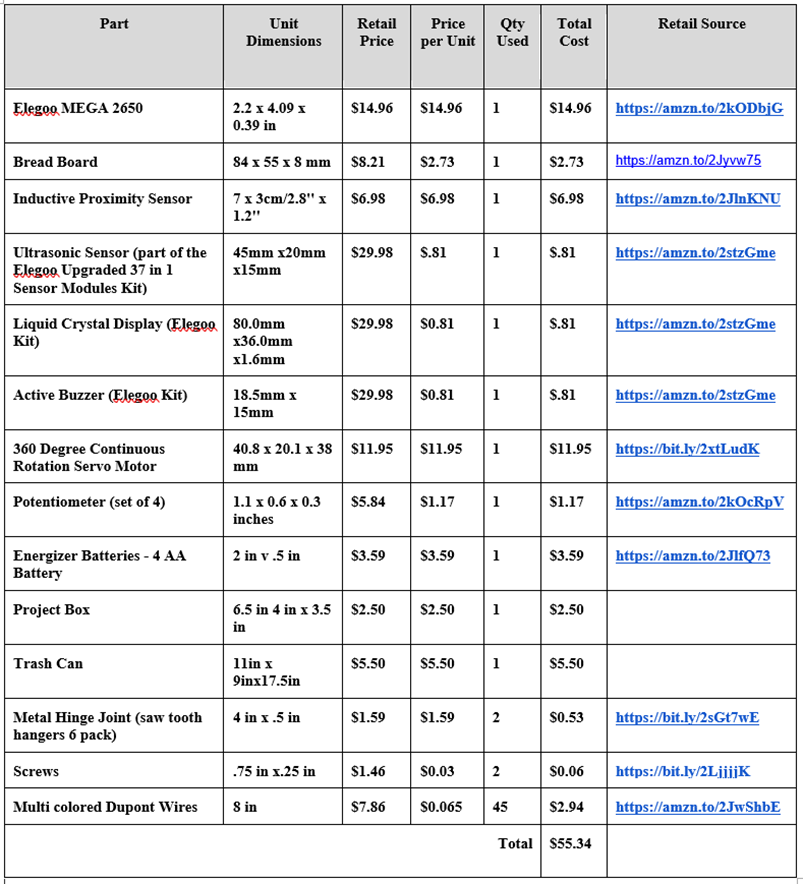 Part Unit Dimensions Retail Price Price per Unit Qty Used Total Cost Retail Source
Elegoo MEGA 2650 2.2 x 4.09 x 0.39 in $14.96 $14.96 1 $14.96 https://amzn.to/2kODbjG
Bread Board 84 x 55 x 8 mm $8.21 $2.73 1 $2.73 https://amzn.to/2Jyvw75
Inductive Proximity Sensor 7 x 3cm/2.8" x 1.2" $6.98 $6.98 1 $6.98 https://amzn.to/2JlnKNU
Ultrasonic Sensor (part of the Elegoo Upgraded 37 in 1 Sensor Modules Kit) 45mm x20mm x15mm $29.98 $.81 1 $.81 https://amzn.to/2stzGme
Liquid Crystal Display (Elegoo Kit) 80.0mm x36.0mm x1.6mm $29.98 $0.81 1 $.81 https://amzn.to/2stzGme
Active Buzzer (Elegoo Kit) 18.5mm x 15mm $29.98 $0.81 1 $.81 https://amzn.to/2stzGme
360 Degree Continuous Rotation Servo Motor 40.8 x 20.1 x 38 mm $11.95 $11.95 1 $11.95 https://bit.ly/2xtLudK
Potentiometer (set of 4) 1.1 x 0.6 x 0.3 inches $5.84 $1.17 1 $1.17 https://amzn.to/2kOcRpV
Energizer Batteries - 4 AA Battery 2 in v .5 in $3.59 $3.59 1 $3.59 https://amzn.to/2JlfQ73
Project Box 6.5 in 4 in x 3.5 in $2.50 $2.50 1 $2.50
Trash Can 11in x 9inx17.5in $5.50 $5.50 1 $5.50
Metal Hinge Joint (saw tooth hangers 6 pack) 4 in x .5 in $1.59 $1.59 2 $0.53 https://bit.ly/2sGt7wE
Screws .75 in x.25 in $1.46 $0.03 2 $0.06 https://bit.ly/2LjjjjK
Multi colored Dupont Wires 8 in $7.86 $0.065 45 $2.94 https://amzn.to/2JwShbE
Total $55.34